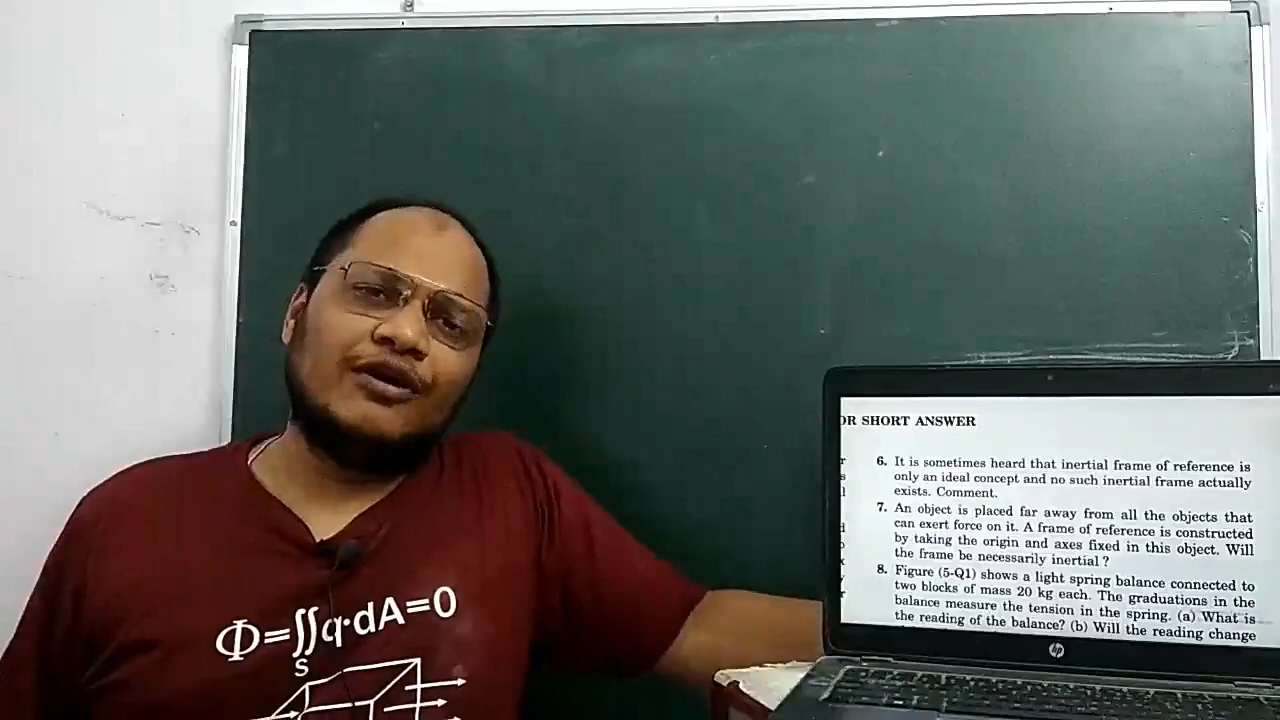 Φ=∬q·dA=0
S
OR SHORT ANSWER
6. It is sometimes heard that inertial frame of reference is
only an ideal concept and no such inertial frame actually
exists. Comment.
7. An object is placed far away from all the objects that
can exert force on it. A frame of reference is constructed
by taking the origin and axes fixed in this object. Will
the frame be necessarily inertial ?
8. Figure (5-Q1) shows a light spring balance connected to
two blocks of mass 20 kg each. The graduations in the
balance measure the tension in the spring. (a) What is
the reading of the balance? (b) Will the reading change
hp